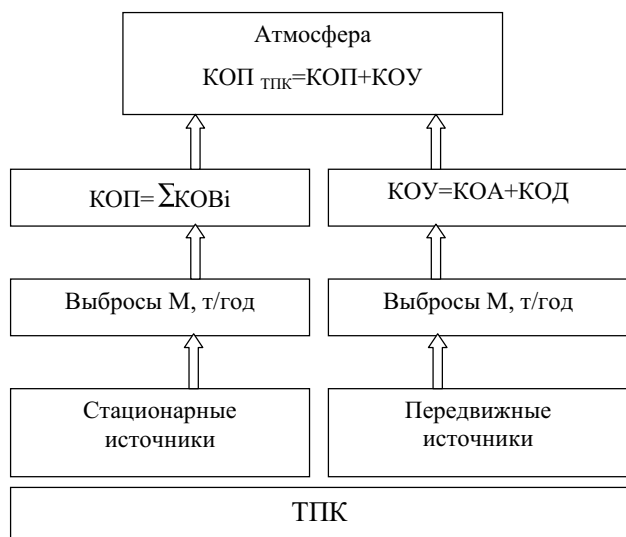 Атмосфера
КОП ТПК=КОП+КОУ
КОП= ΣКОВi
КОУ=КОА+КОД
Выбросы М, т/год
Выбросы М, т/год
Стационарные
источники
Передвижные
источники
ТПК